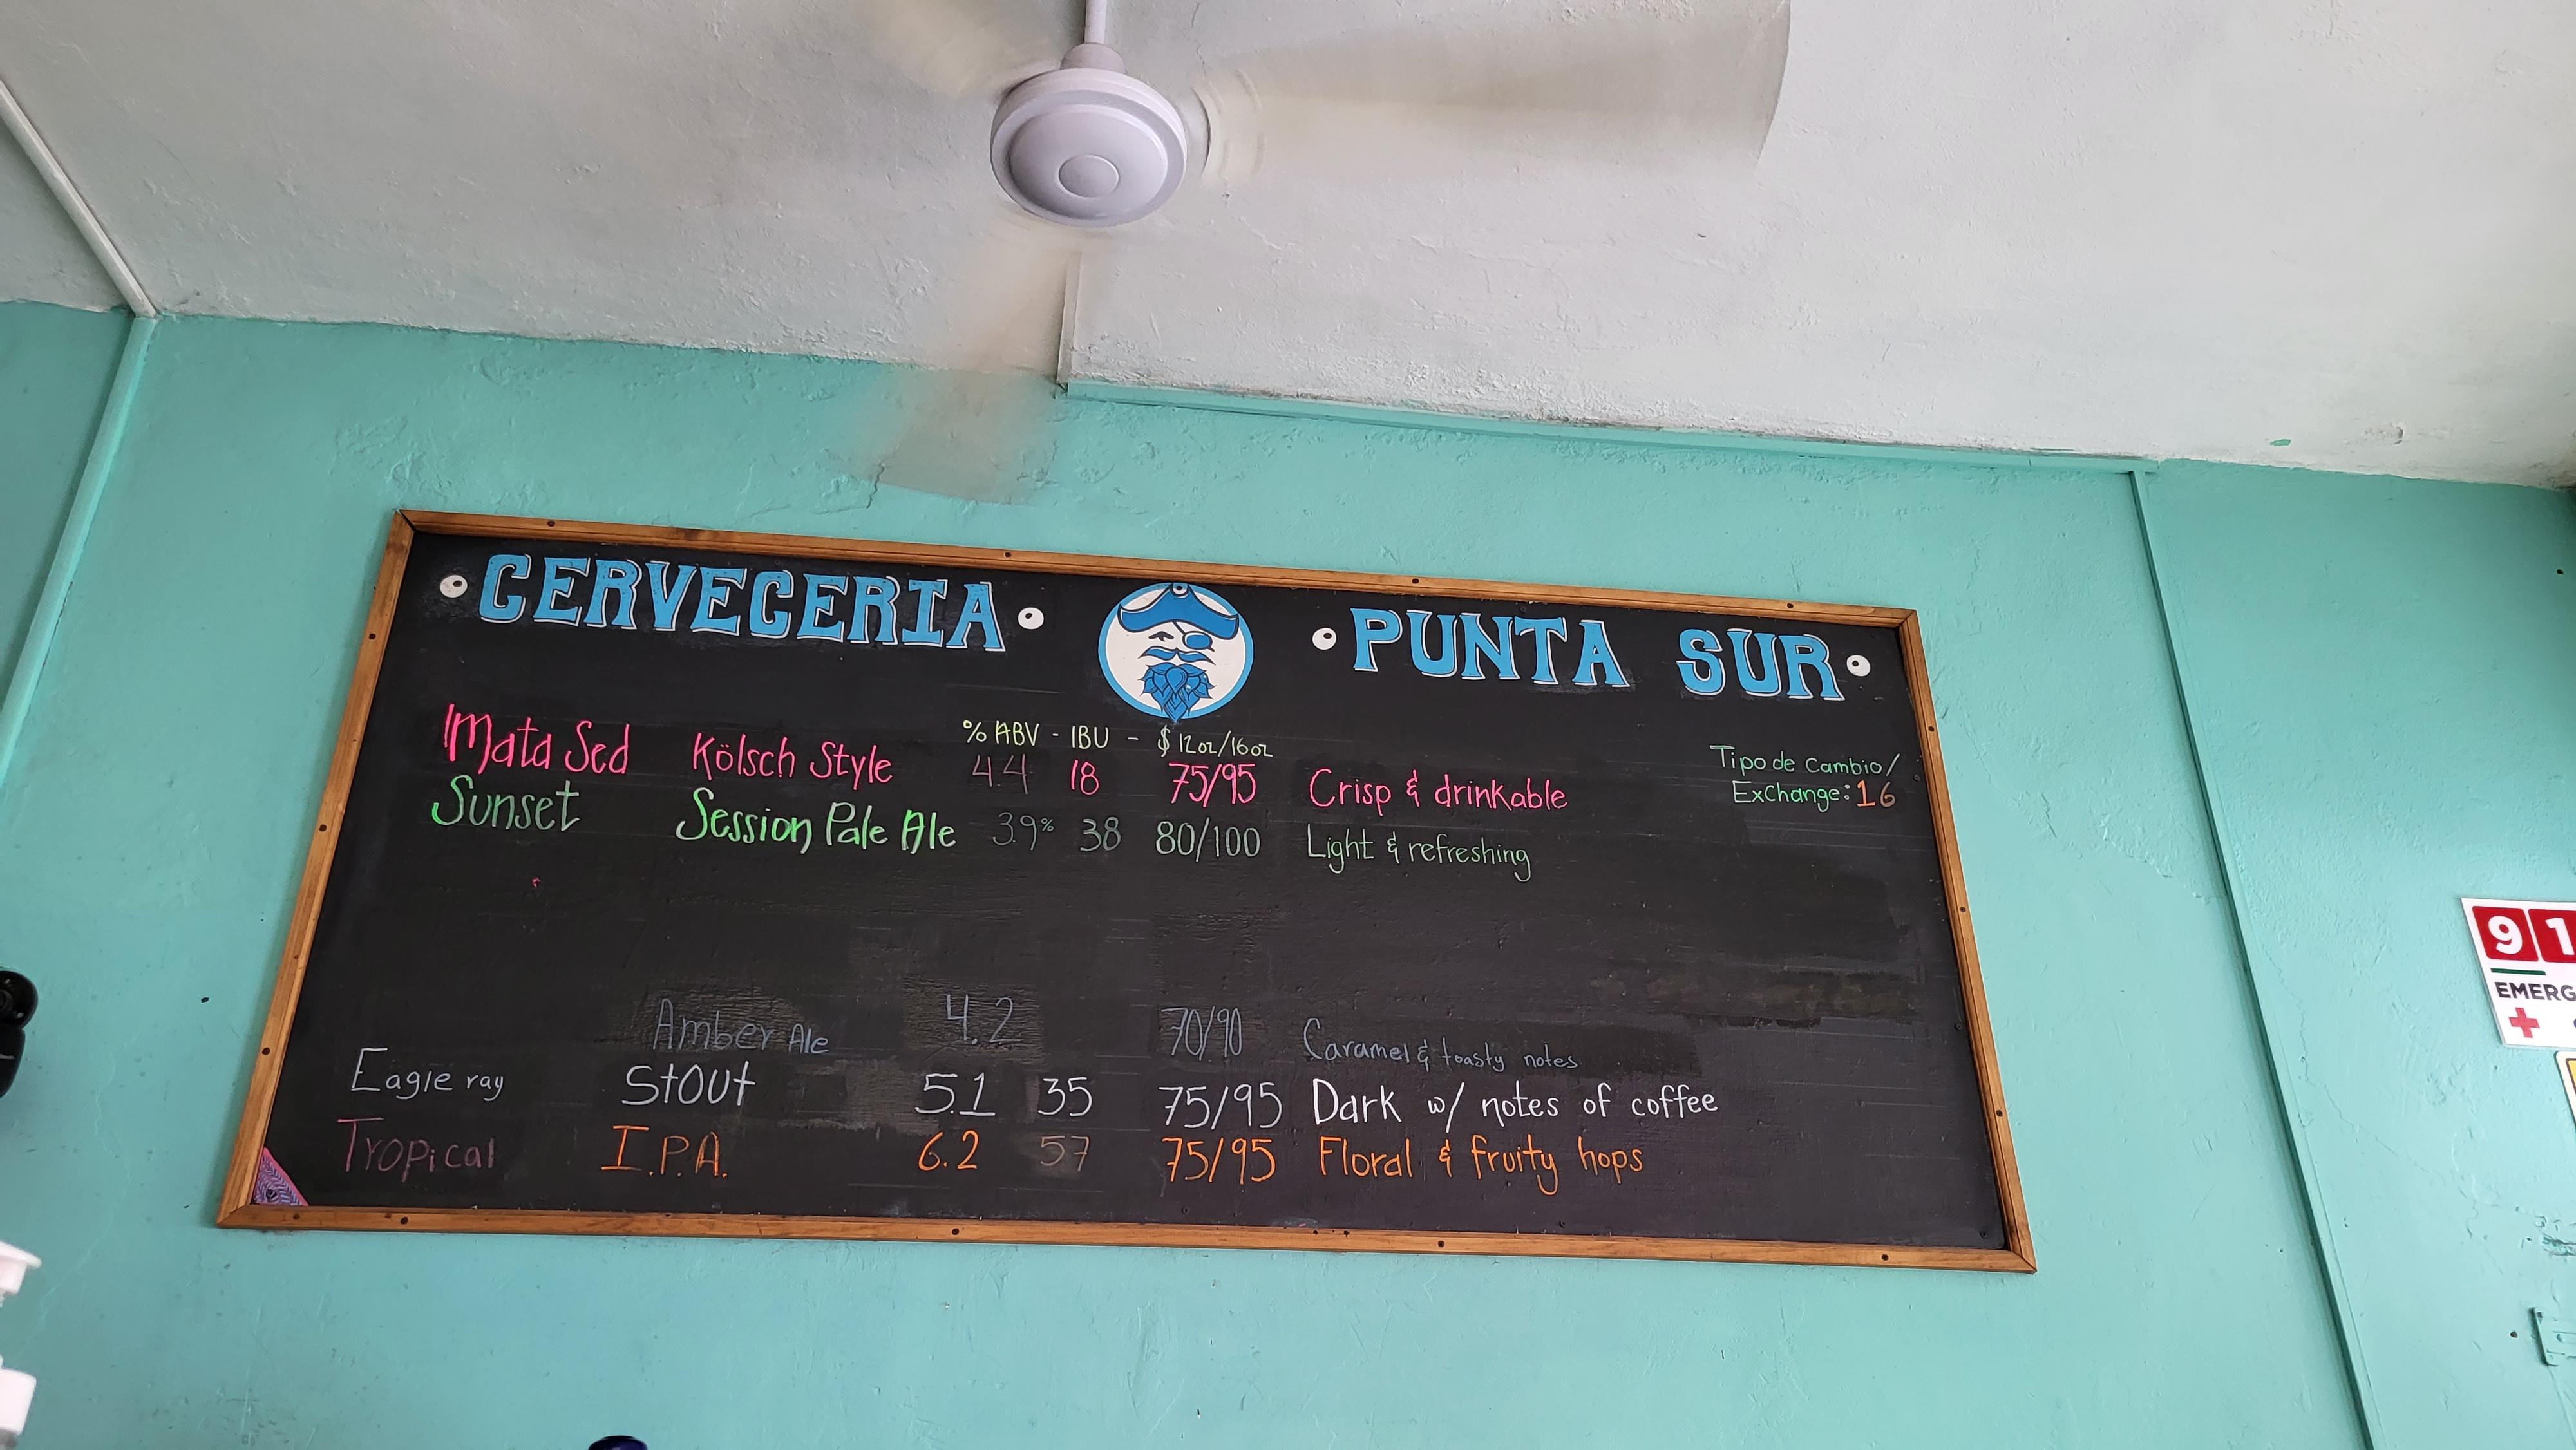 CERVECERIA PUNTA SUR
% ABV - IBU - $ 12oz/16oz
Mata Sed Kölsch Style 4.4 18 75/95 Crisp & drinkable
Tipo de Cambio/
Exchange: 16
Sunset Session Pale Ale 3.9% 38 80/100 Light & refreshing
Amber Ale 4.2 70/90 Caramel & toasty notes
Eagle ray Stout 5.1 35 75/95 Dark w/ notes of coffee
Tropical I.P.A. 6.2 57 75/95 Floral & fruity hops
91
EMERG